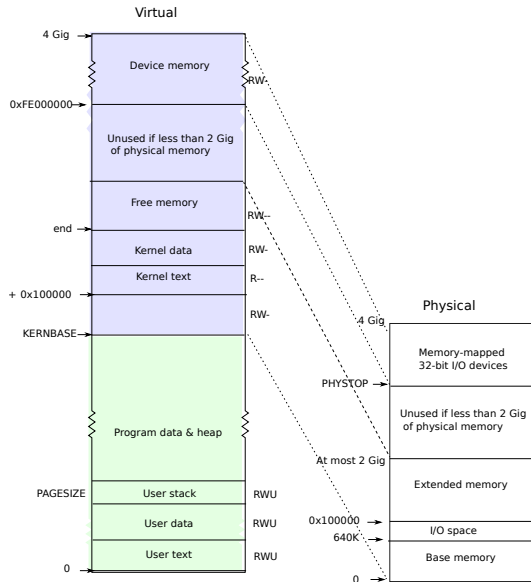 Virtual
4 Gig
Device memory
RW-
0xFE000000
Unused if less than 2 Gig
of physical memory
Free memory
RW--
end
Kernel data
RW-
Kernel text
R--
+ 0x100000
RW-
KERNBASE
Program data & heap
PAGESIZE
User stack
RWU
User data
RWU
User text
RWU
0
Physical
4 Gig
Memory-mapped
32-bit I/O devices
PHYSTOP
Unused if less than 2 Gig
of physical memory
At most 2 Gig
Extended memory
0x100000
I/O space
640K
Base memory
0